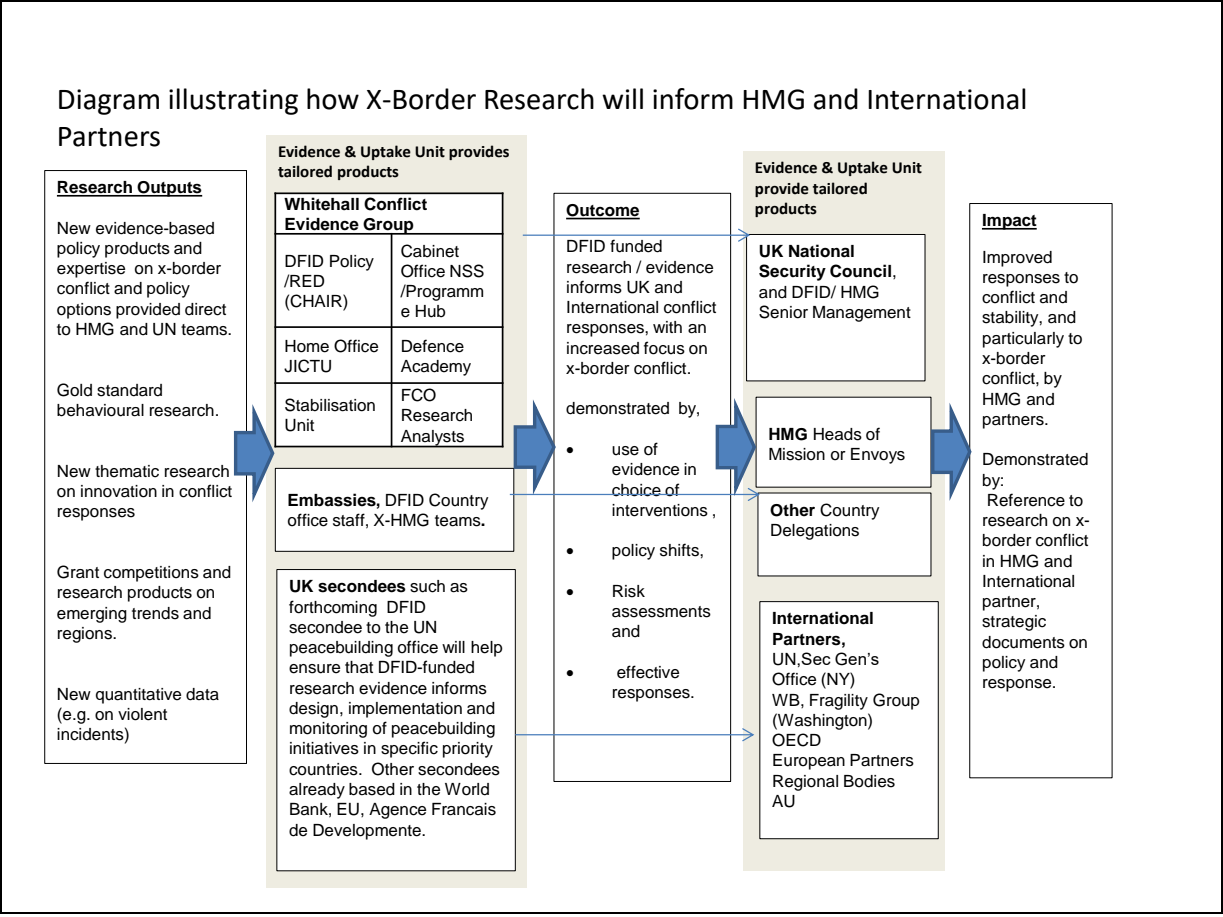 Diagram illustrating how X-Border Research will inform HMG and International
Partners
Research Outputs
New evidence-based
policy products and
expertise on x-border
conflict and policy
options provided direct
to HMG and UN teams.
Gold standard
behavioural research.
New thematic research
on innovation in conflict
responses
Grant competitions and
research products on
emerging trends and
regions.
New quantitative data
(e.g. on violent
incidents)
Evidence & Uptake Unit provides
tailored products
Whitehall Conflict
Evidence Group
DFID Policy
/RED
(CHAIR)
Cabinet
Office NSS
/Programm
e Hub
Home Office
JICTU
Defence
Academy
Stabilisation
Unit
FCO
Research
Analysts
Embassies, DFID Country
office staff, X-HMG teams.
UK secondees such as
forthcoming DFID
secondee to the UN
peacebuilding office will help
ensure that DFID-funded
research evidence informs
design, implementation and
monitoring of peacebuilding
initiatives in specific priority
countries. Other secondees
already based in the World
Bank, EU, Agence Francais
de Developmente.
Outcome
DFID funded
research / evidence
informs UK and
International conflict
responses, with an
increased focus on
x-border conflict.
demonstrated by,
• use of
evidence in
choice of
interventions ,
• policy shifts,
• Risk
assessments
and
• effective
responses.
Evidence & Uptake Unit
provide tailored
products
UK National
Security Council,
and DFID/ HMG
Senior Management
HMG Heads of
Mission or Envoys
Other Country
Delegations
International
Partners,
UN,Sec Gen's
Office (NY)
WB, Fragility Group
(Washington)
OECD
European Partners
Regional Bodies
AU
Impact
Improved
responses to
conflict and
stability, and
particularly to
x-border
conflict, by
HMG and
partners.
Demonstrated
by:
Reference to
research on x-
border conflict
in HMG and
International
partner,
strategic
documents on
policy and
response.